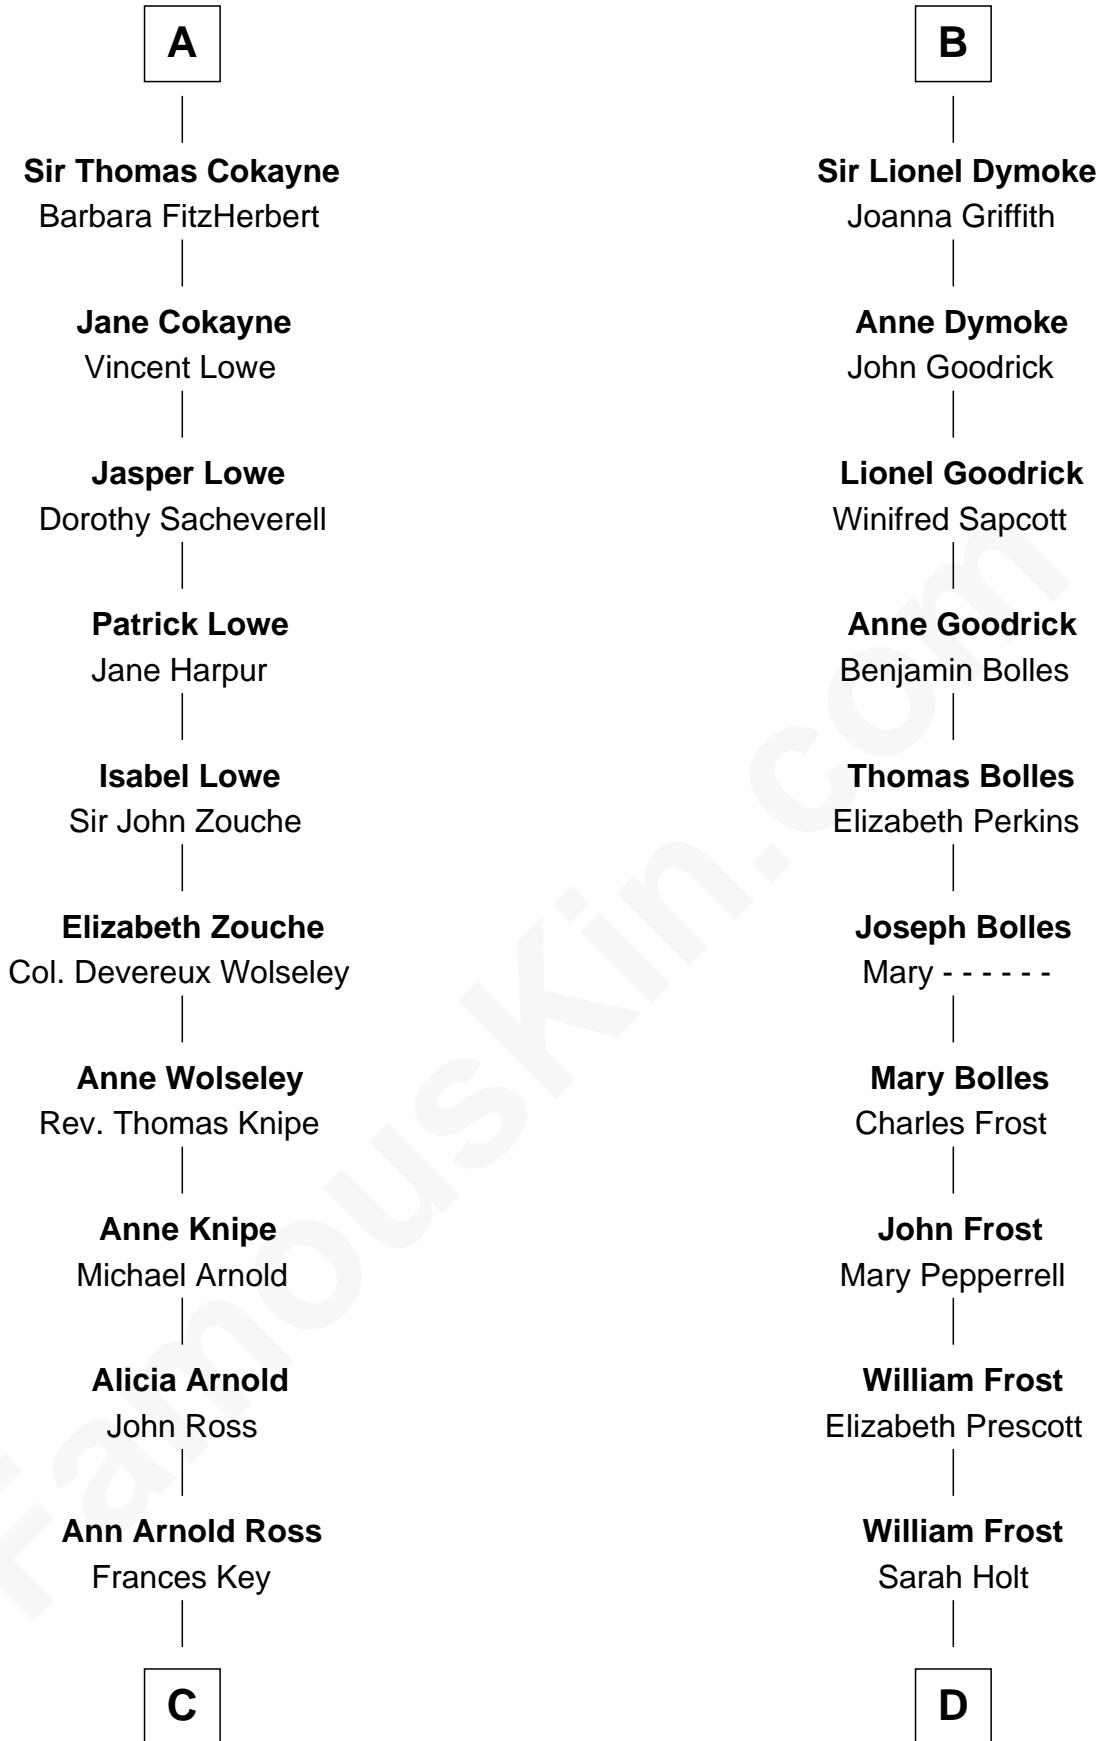 A
Sir Thomas Cokayne
Barbara FitzHerbert
Jane Cokayne
Vincent Lowe
Jasper Lowe
Dorothy Sacheverell
Patrick Lowe
Jane Harpur
Isabel Lowe
Sir John Zouche
Elizabeth Zouche
Col. Devereux Wolseley
Anne Wolseley
Rev. Thomas Knipe
Anne Knipe
Michael Arnold
Alicia Arnold
John Ross
Ann Arnold Ross
Frances Key
C
B
Sir Lionel Dymoke
Joanna Griffith
Anne Dymoke
John Goodrick
Lionel Goodrick
Winifred Sapcott
Anne Goodrick
Benjamin Bolles
Thomas Bolles
Elizabeth Perkins
Joseph Bolles
Mary - - - - - -
Mary Bolles
Charles Frost
John Frost
Mary Pepperrell
William Frost
Elizabeth Prescott
William Frost
Sarah Holt
D
FamousKin.com